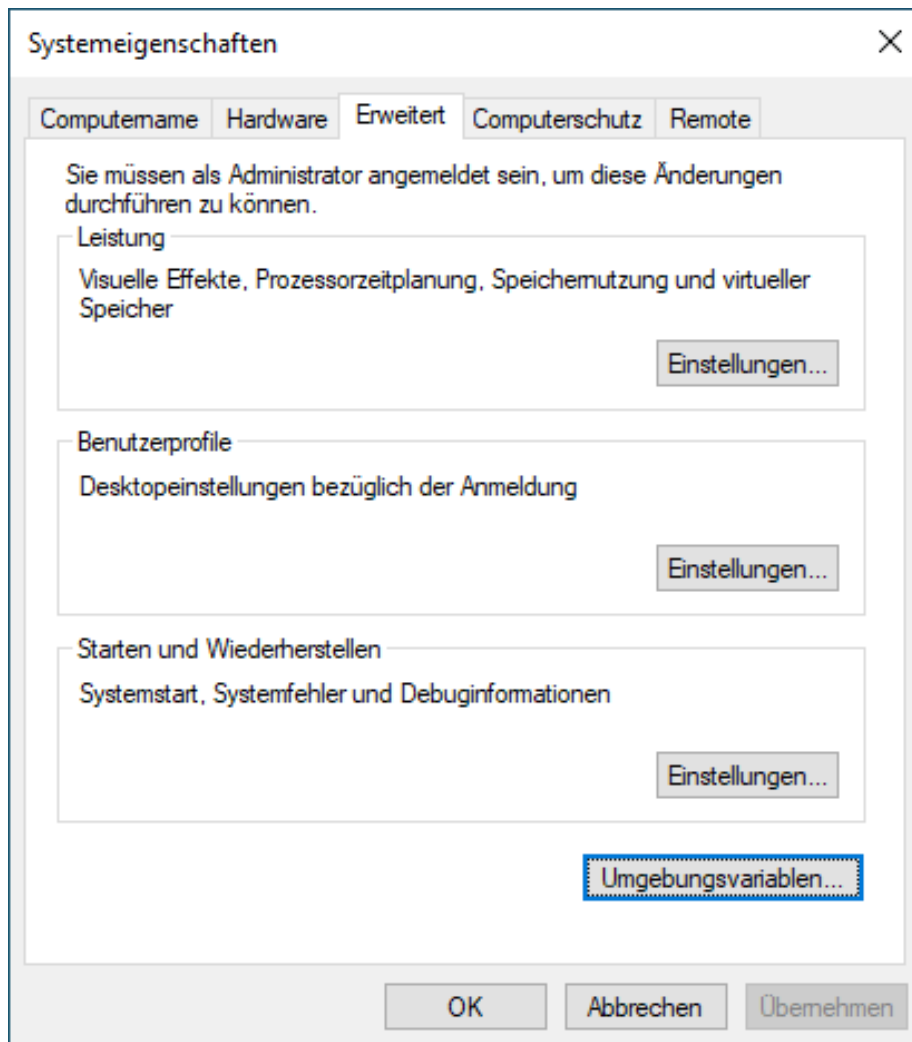 Systemeigenschaften
Computername Hardware Erweitert Computerschutz Remote
Sie müssen als Administrator angemeldet sein, um diese Änderungen
durchführen zu können.
Leistung
Visuelle Effekte, Prozessorzeitplanung, Speichernutzung und virtueller
Speicher
Einstellungen...
Benutzerprofile
Desktopeinstellungen bezüglich der Anmeldung
Einstellungen...
Starten und Wiederherstellen
Systemstart, Systemfehler und Debuginformationen
Einstellungen...
Umgebungsvariablen...
OK Abbrechen Übernehmen